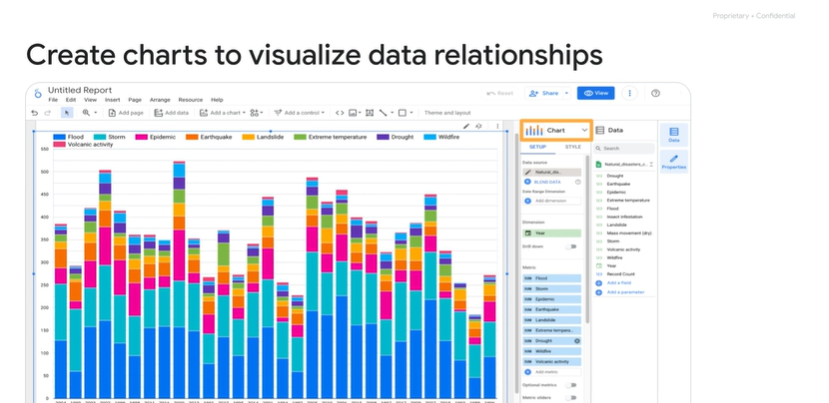 Proprietary + Confidential
Create charts to visualize data relationships
Untitled Report
File Edit View Insert Page Arrange Resource Help
Reset
Share
View
Add page
Add data
Add a chart
Add a control
Theme and layout
Flood Storm Epidemic Earthquake Landslide Extreme temperature Drought Wildfire
Volcanic activity
550
500
450
400
350
300
250
200
150
100
50
0
Chart
SETUP STYLE
Data source
Natural_dis...
BLEND DATA
Date Range Dimension
Add dimension
Dimension
Year
Drill down
Metric
Flood
Storm
Epidemic
Earthquake
Landslide
Extreme tempera...
Drought
Wildfire
Volcanic activity
Add metric
Optional metrics
Metric sliders
Data
Search
Natural_disasters_c...
Drought
Earthquake
Epidemic
Extreme temperature
Flood
Insect infestation
Landslide
Mass movement (dry)
Storm
Volcanic activity
Wildfire
Year
Record Count
Add a field
Add a parameter
Data
Properties